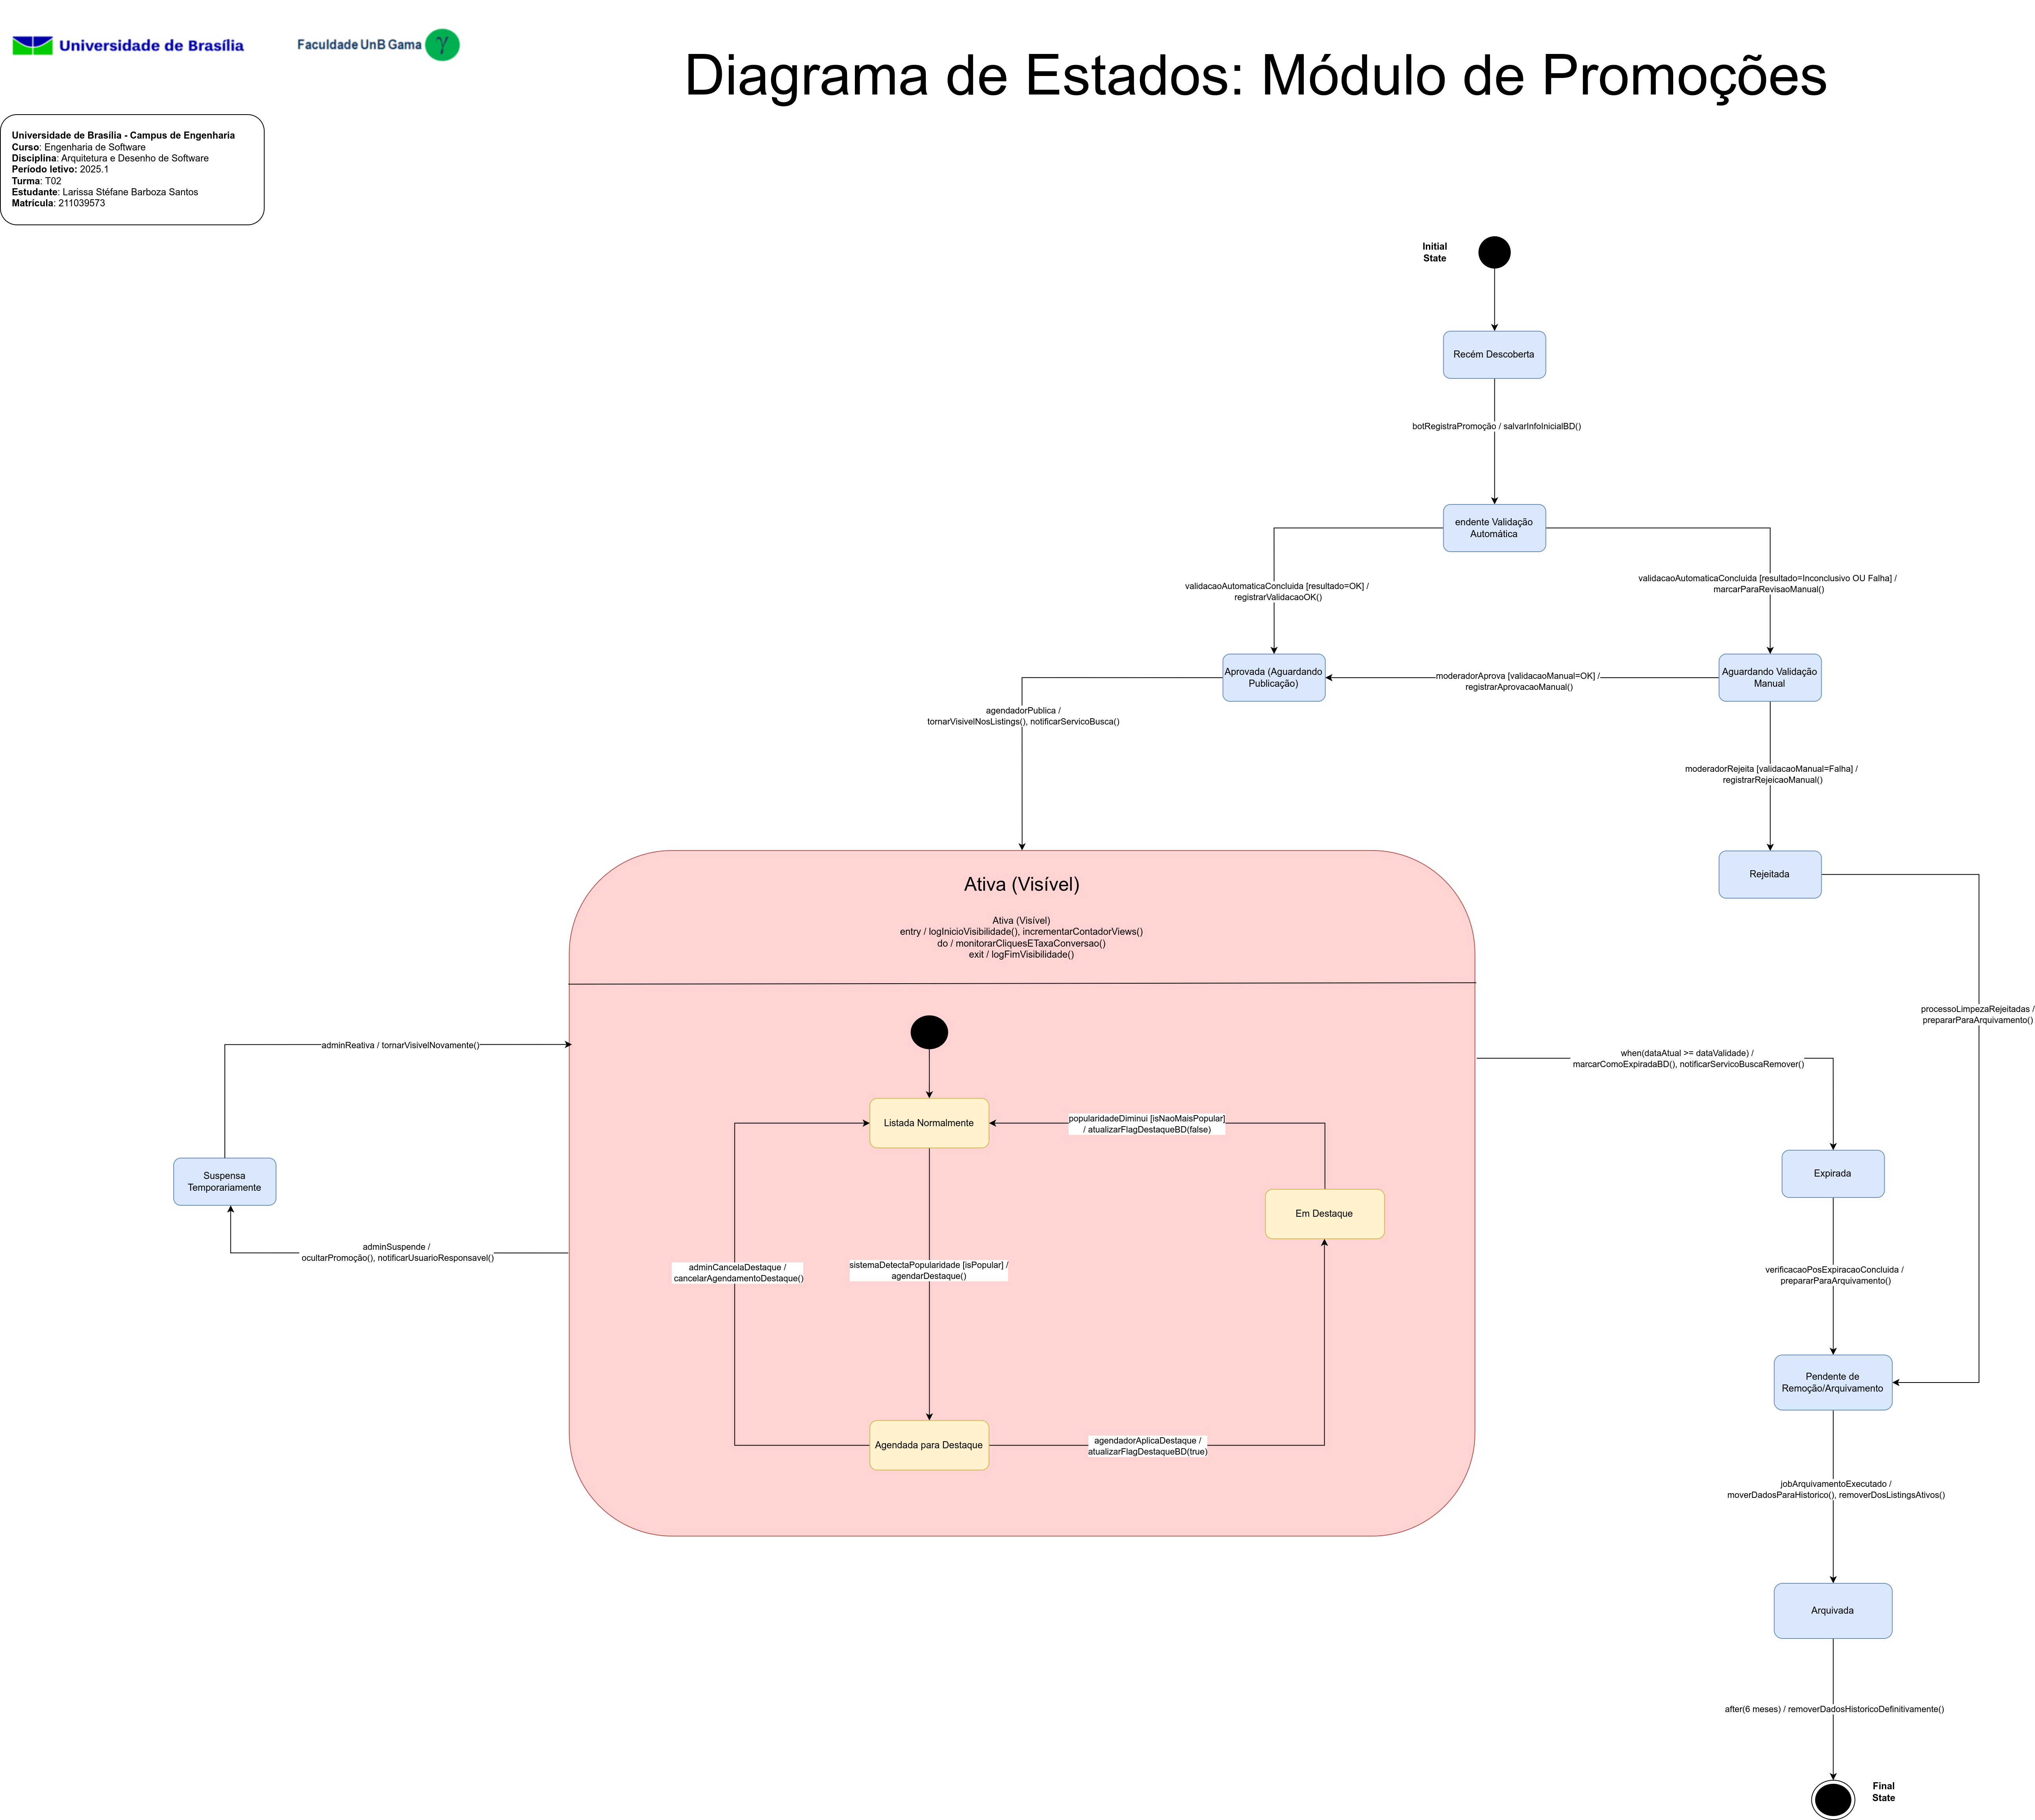 Universidade de Brasília
Faculdade UnB Gama
γ
Diagrama de Estados: Módulo de Promoções
Universidade de Brasília - Campus de Engenharia
Curso: Engenharia de Software
Disciplina: Arquitetura e Desenho de Software
Período letivo: 2025.1
Turma: T02
Estudante: Larissa Stéfane Barboza Santos
Matrícula: 211039573
Initial
State
Recém Descoberta
botRegistraPromoção / salvarInfoInicialBD()
endente Validação
Automática
validacaoAutomaticaConcluida [resultado=OK] /
registrarValidacaoOK()
validacaoAutomaticaConcluida [resultado=Inconclusivo OU Falha] /
marcarParaRevisaoManual()
Aprovada (Aguardando
Publicação)
moderadorAprova [validacaoManual=OK] /
registrarAprovacaoManual()
Aguardando Validação
Manual
agendadorPublica /
tornarVisivelNosListings(), notificarServicoBusca()
moderadorRejeita [validacaoManual=Falha] /
registrarRejeicaoManual()
Rejeitada
Ativa (Visível)
Ativa (Visível)
entry / logInicioVisibilidade(), incrementarContadorViews()
do / monitorarCliquesETaxaConversao()
exit / logFimVisibilidade()
processoLimpezaRejeitadas /
prepararParaArquivamento()
adminReativa / tornarVisivelNovamente()
when(dataAtual >= dataValidade) /
marcarComoExpiradaBD(), notificarServicoBuscaRemover()
Listada Normalmente
popularidadeDiminui [isNaoMaisPopular]
/ atualizarFlagDestaqueBD(false)
Suspensa
Temporariamente
Expirada
Em Destaque
adminSuspende /
ocultarPromoção(), notificarUsuarioResponsavel()
adminCancelaDestaque /
cancelarAgendamentoDestaque()
sistemaDetectaPopularidade [isPopular] /
agendarDestaque()
verificacaoPosExpiracaoConcluida /
prepararParaArquivamento()
Pendente de
Remoção/Arquivamento
Agendada para Destaque
agendadorAplicaDestaque /
atualizarFlagDestaqueBD(true)
jobArquivamentoExecutado /
moverDadosParaHistorico(), removerDosListingsAtivos()
Arquivada
after(6 meses) / removerDadosHistoricoDefinitivamente()
Final
State